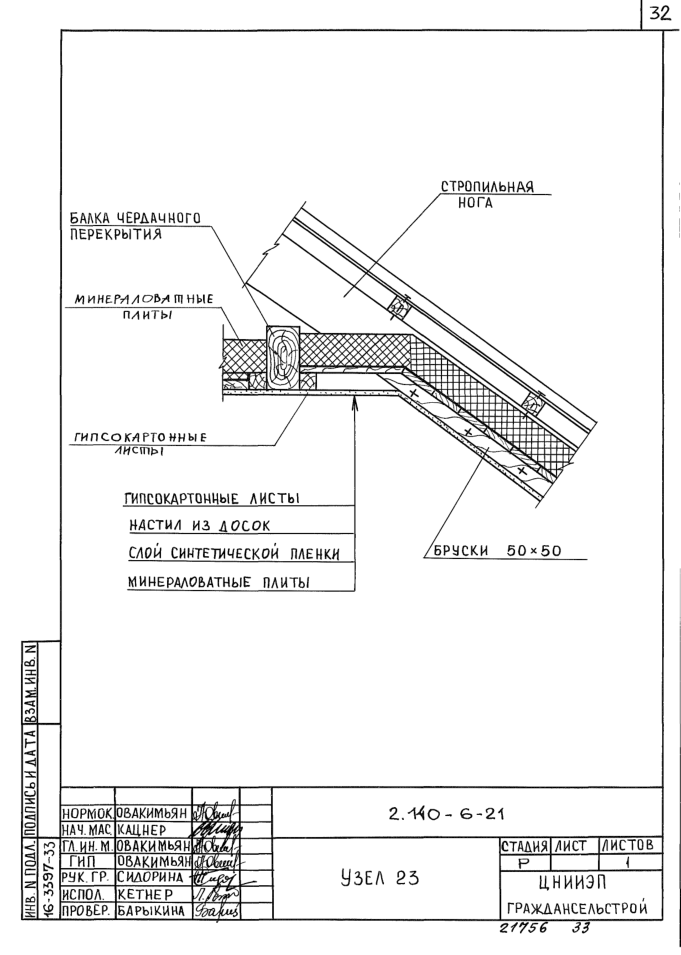 32
СТРОПИЛЬНАЯ
НОГА
БАЛКА ЧЕРДАЧНОГО
ПЕРЕКРЫТИЯ
МИНЕРАЛОВАТНЫЕ
ПЛИТЫ
ГИПСОКАРТОННЫЕ
ЛИСТЫ
ГИПСОКАРТОННЫЕ ЛИСТЫ
НАСТИЛ ИЗ ДОСОК
СЛОЙ СИНТЕТИЧЕСКОЙ ПЛЕНКИ
МИНЕРАЛОВАТНЫЕ ПЛИТЫ
БРУСКИ 50×50
ВЗАМ. ИНВ. N
ПОДПИСЬ И ДАТА
ИНВ. N ПОДЛ.
16-3397-33
НОРМОК. ОВАКИМЬЯН
НАЧ. МАС. КАЦНЕР
ГЛ. ИН. М. ОВАКИМЬЯН
ГИП ОВАКИМЬЯН
РУК. ГР. СИДОРИНА
ИСПОЛ. КЕТНЕР
ПРОВЕР. БАРЫКИНА
2.140-6-21
УЗЕЛ 23
СТАДИЯ ЛИСТ ЛИСТОВ
Р 1
ЦНИИЭП
ГРАЖДАНСЕЛЬСТРОЙ
21756 33